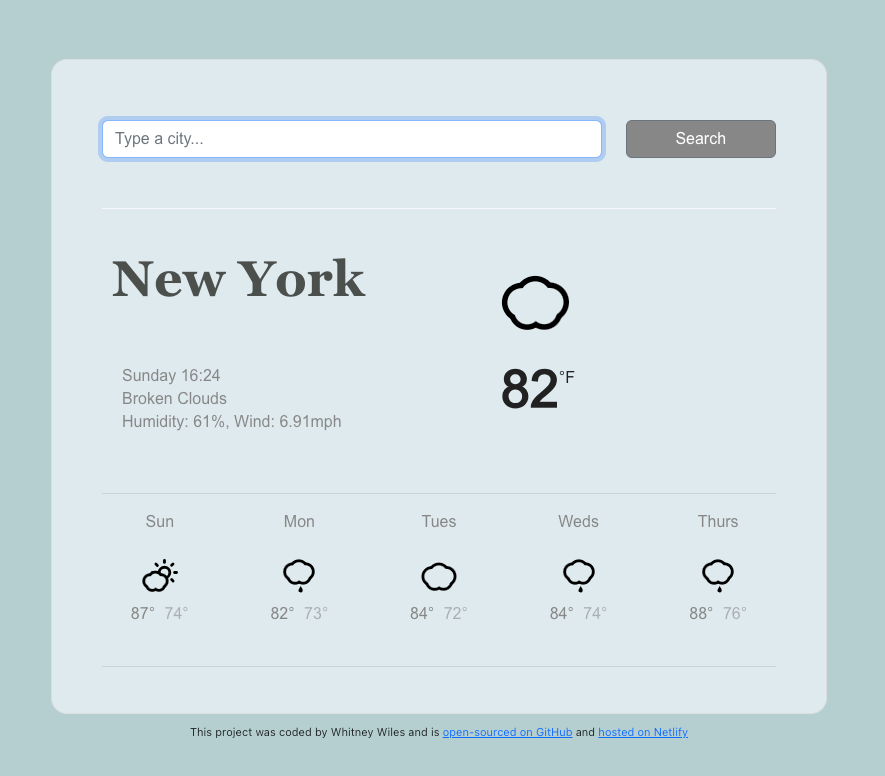 Type a city...
Search
New York
Sunday 16:24
Broken Clouds
Humidity: 61%, Wind: 6.91mph
82°F
Sun Mon Tues Weds Thurs
87° 74° 82° 73° 84° 72° 84° 74° 88° 76°
This project was coded by Whitney Wiles and is open-sourced on GitHub and hosted on Netlify